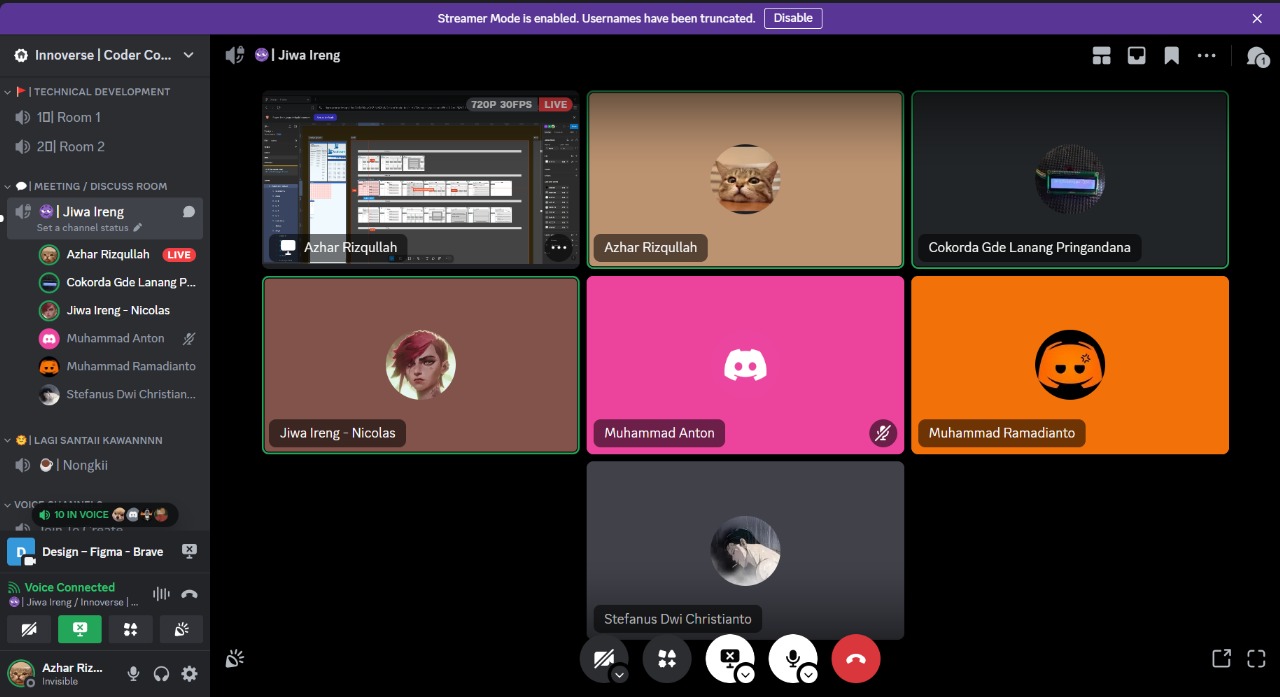 Streamer Mode is enabled. Usernames have been truncated.
Disable
Innoverse | Coder Co...
| TECHNICAL DEVELOPMENT
| Room 1
| Room 2
| MEETING / DISCUSS ROOM
| Jiwa Ireng
Set a channel status
Azhar Rizqullah
LIVE
Cokorda Gde Lanang P...
Jiwa Ireng - Nicolas
Muhammad Anton
Muhammad Ramadianto
Stefanus Dwi Christian...
| LAGI SANTAII KAWANNNN
| Nongkii
VOICE CHANNELS
10 IN VOICE
Join To Create
D
Design – Figma - Brave
Voice Connected
| Jiwa Ireng / Innoverse | ...
Azhar Riz...
Invisible
| Jiwa Ireng
1
720P 30FPS
LIVE
Azhar Rizqullah
Azhar Rizqullah
Cokorda Gde Lanang Pringandana
Jiwa Ireng - Nicolas
Muhammad Anton
Muhammad Ramadianto
Stefanus Dwi Christianto